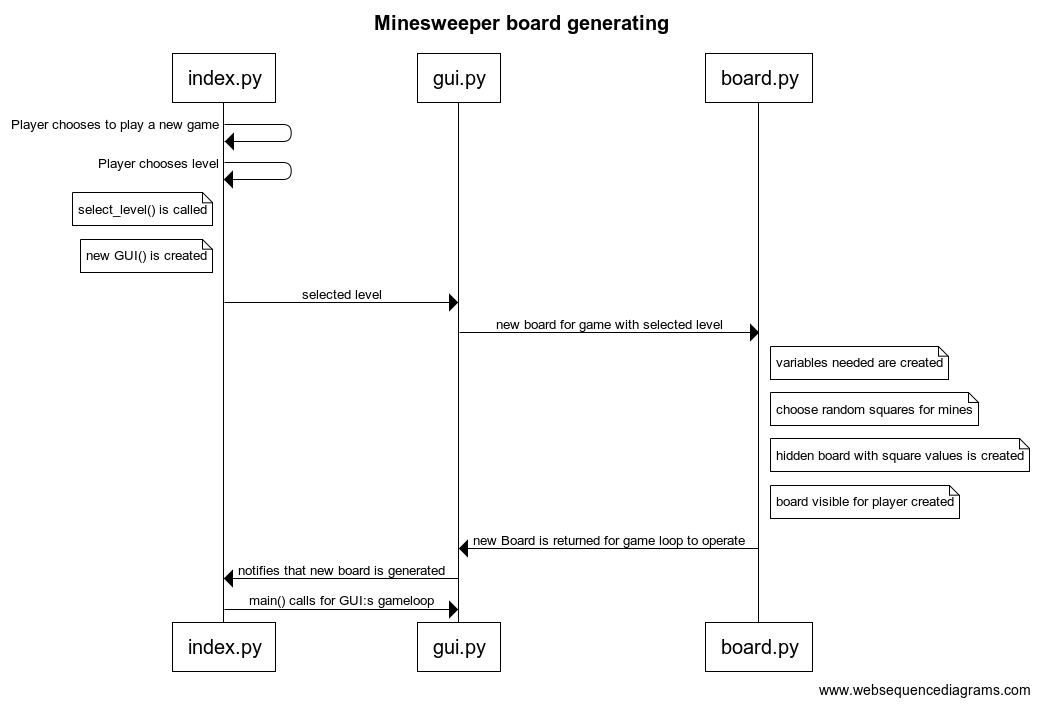 Minesweeper board generating
index.py
gui.py
board.py
Player chooses to play a new game
Player chooses level
select_level() is called
new GUI() is created
selected level
new board for game with selected level
variables needed are created
choose random squares for mines
hidden board with square values is created
board visible for player created
new Board is returned for game loop to operate
notifies that new board is generated
main() calls for GUI:s gameloop
index.py
gui.py
board.py
www.websequencediagrams.com